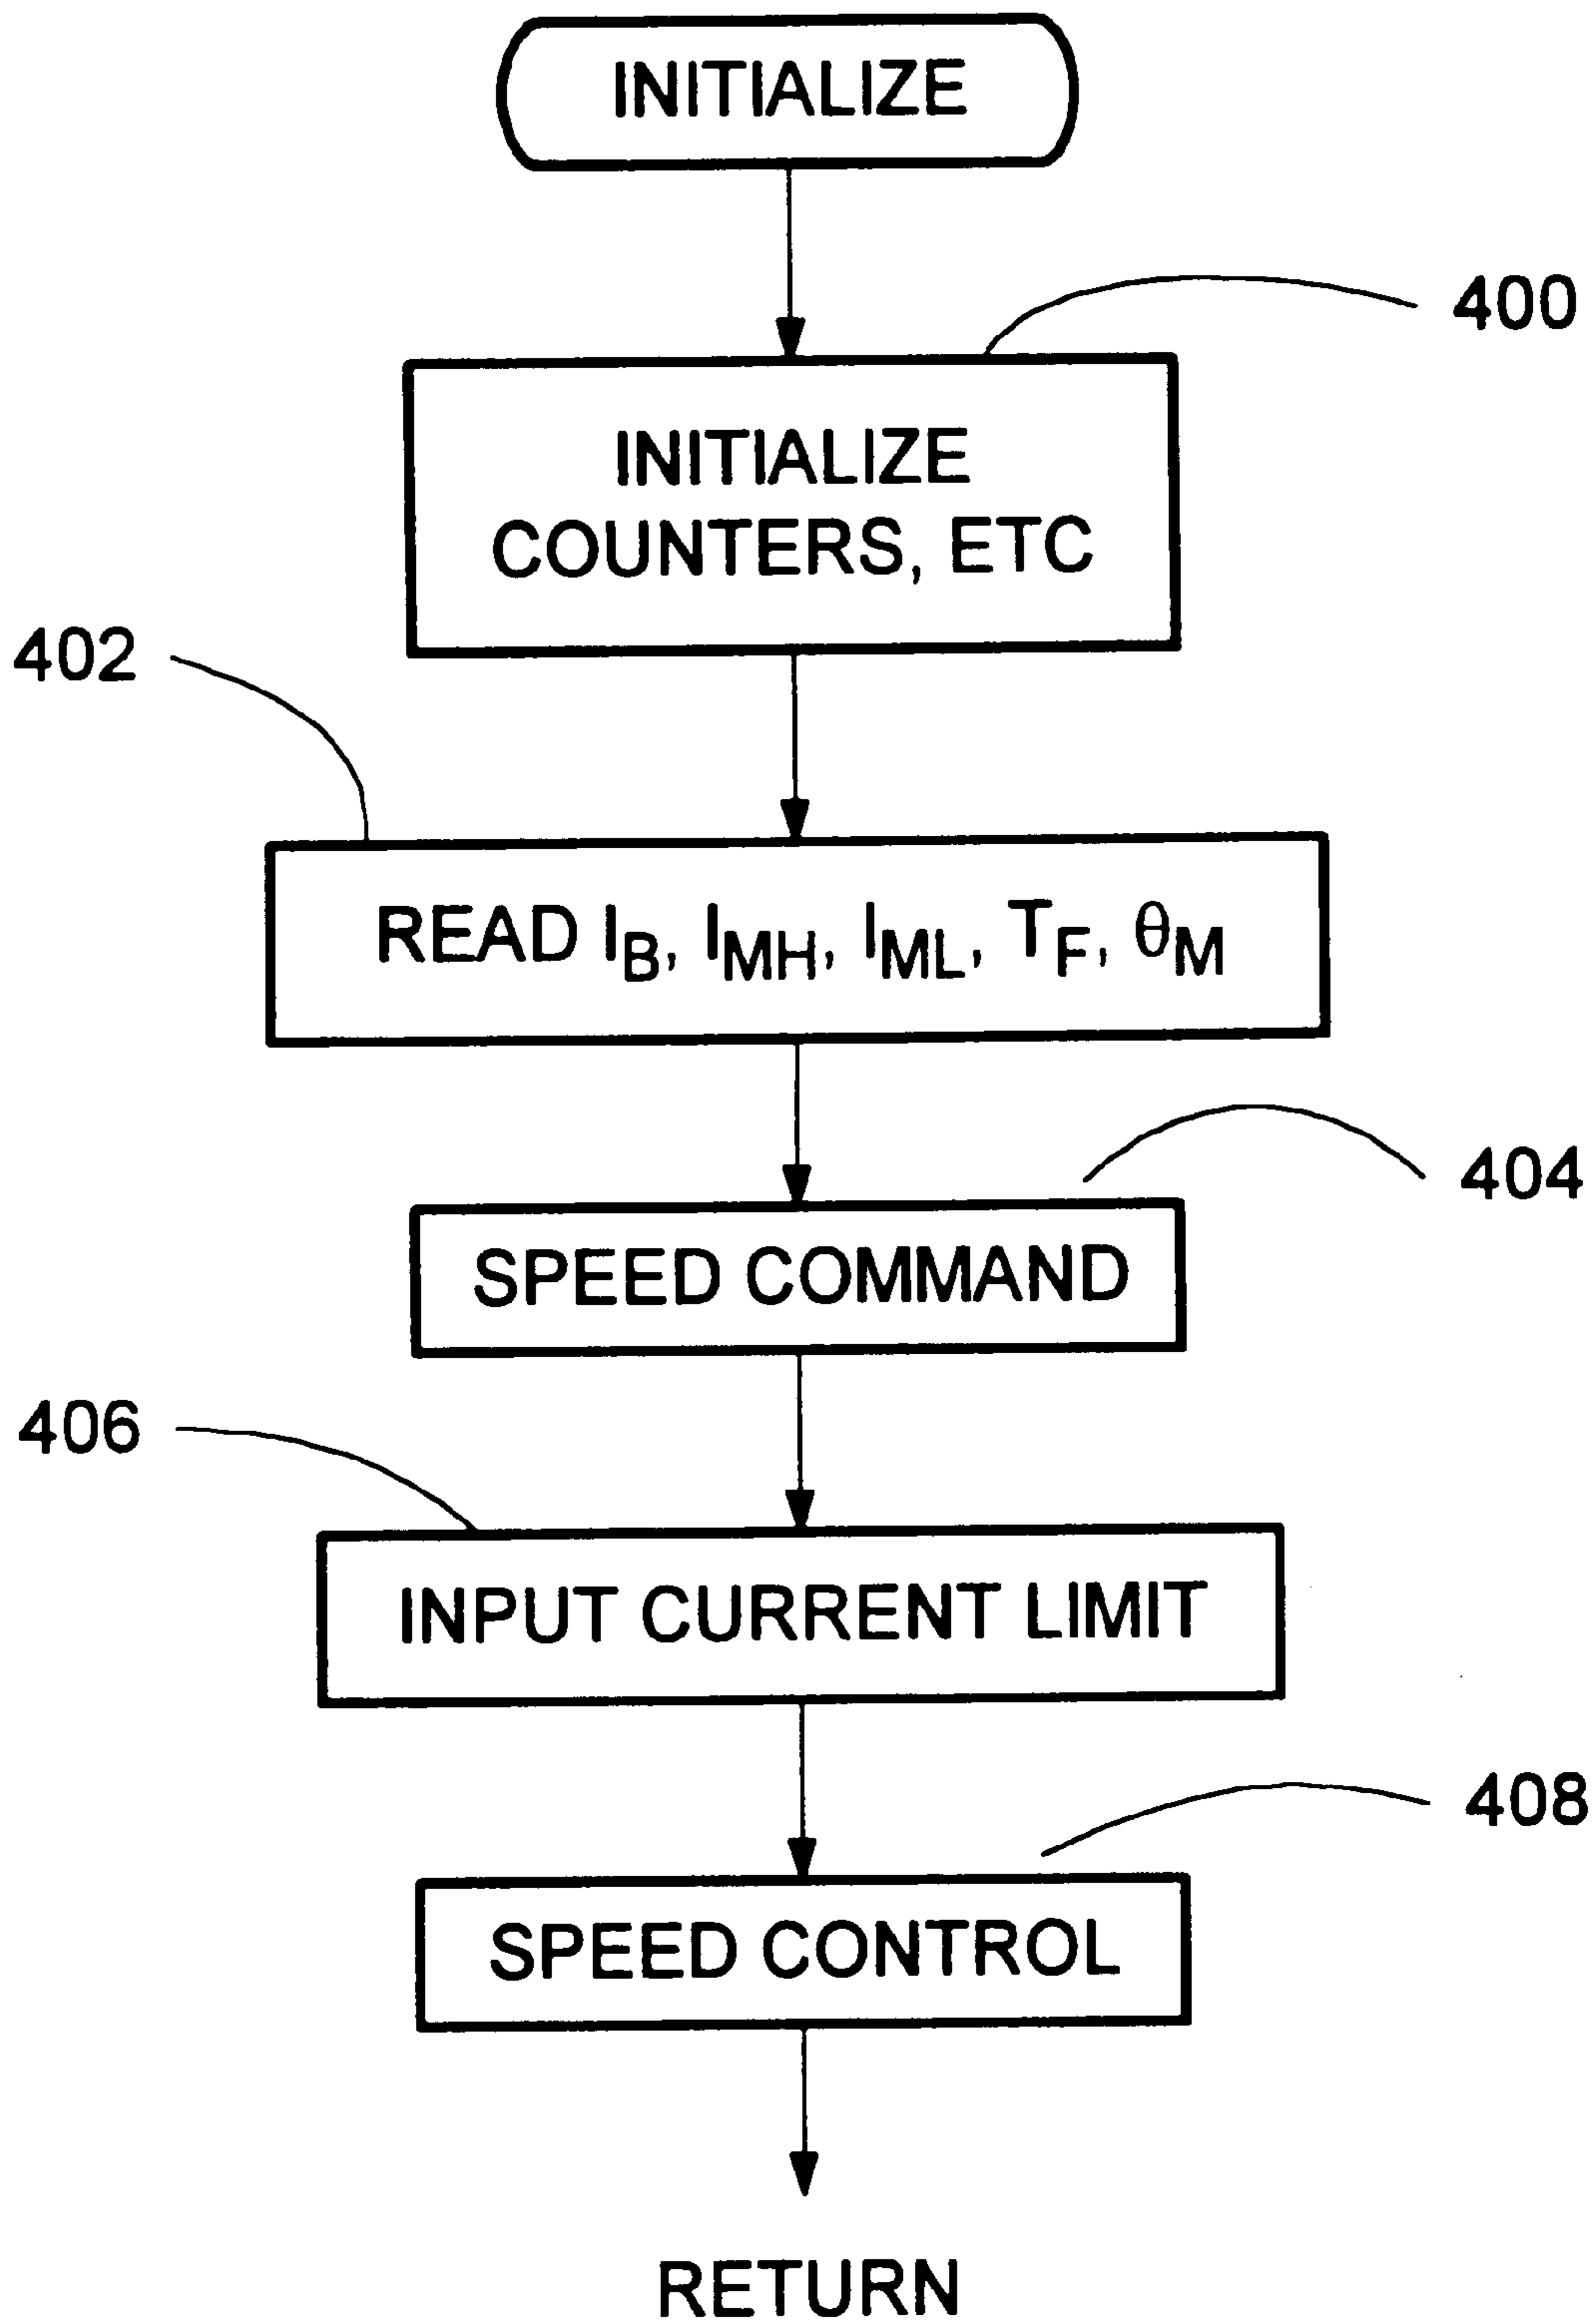 INITIALIZE
400
INITIALIZE
COUNTERS, ETC
402
READ I_B, I_MH, I_ML, T_F, θ_M
404
SPEED COMMAND
406
INPUT CURRENT LIMIT
408
SPEED CONTROL
RETURN